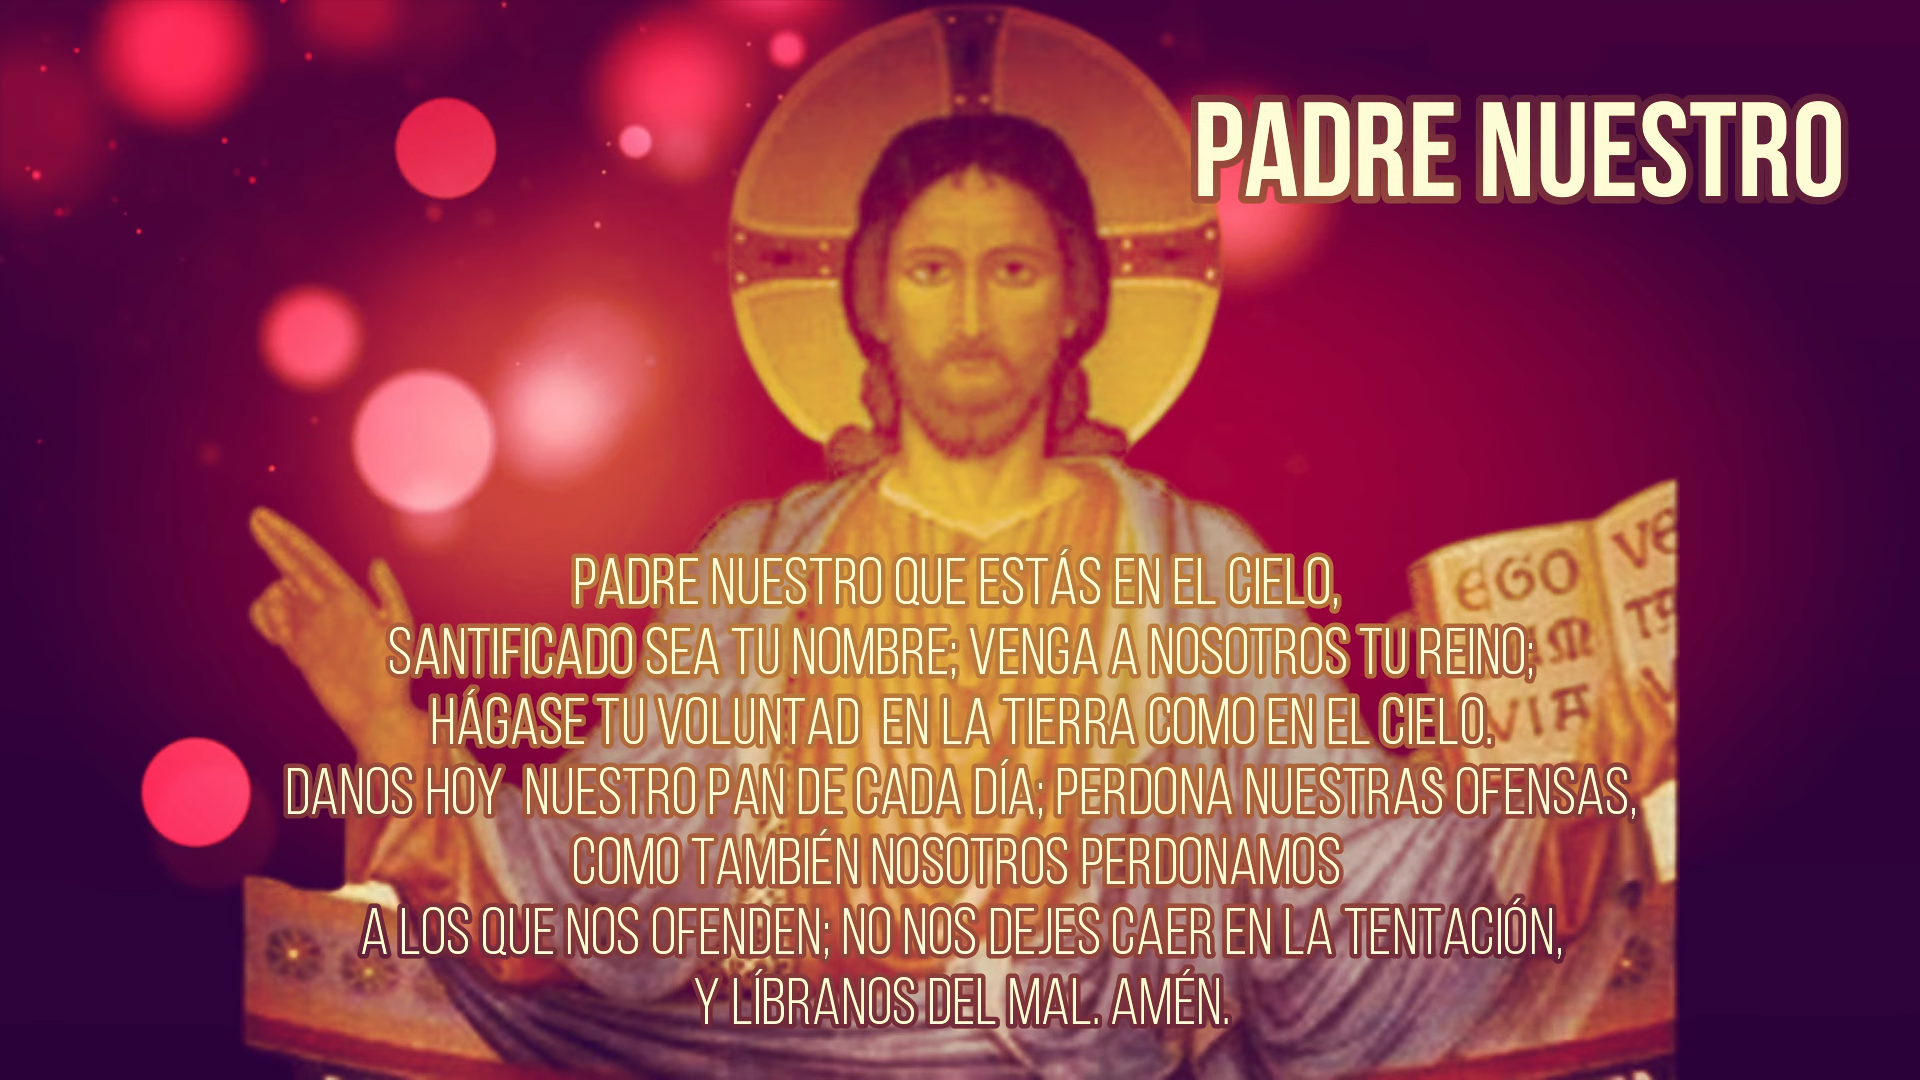 PADRE NUESTRO
PADRE NUESTRO QUE ESTÁS EN EL CIELO,
SANTIFICADO SEA TU NOMBRE; VENGA A NOSOTROS TU REINO;
HÁGASE TU VOLUNTAD EN LA TIERRA COMO EN EL CIELO.
DANOS HOY NUESTRO PAN DE CADA DÍA; PERDONA NUESTRAS OFENSAS,
COMO TAMBIÉN NOSOTROS PERDONAMOS
A LOS QUE NOS OFENDEN; NO NOS DEJES CAER EN LA TENTACIÓN,
Y LÍBRANOS DEL MAL. AMÉN.
EGO
VIA
VE